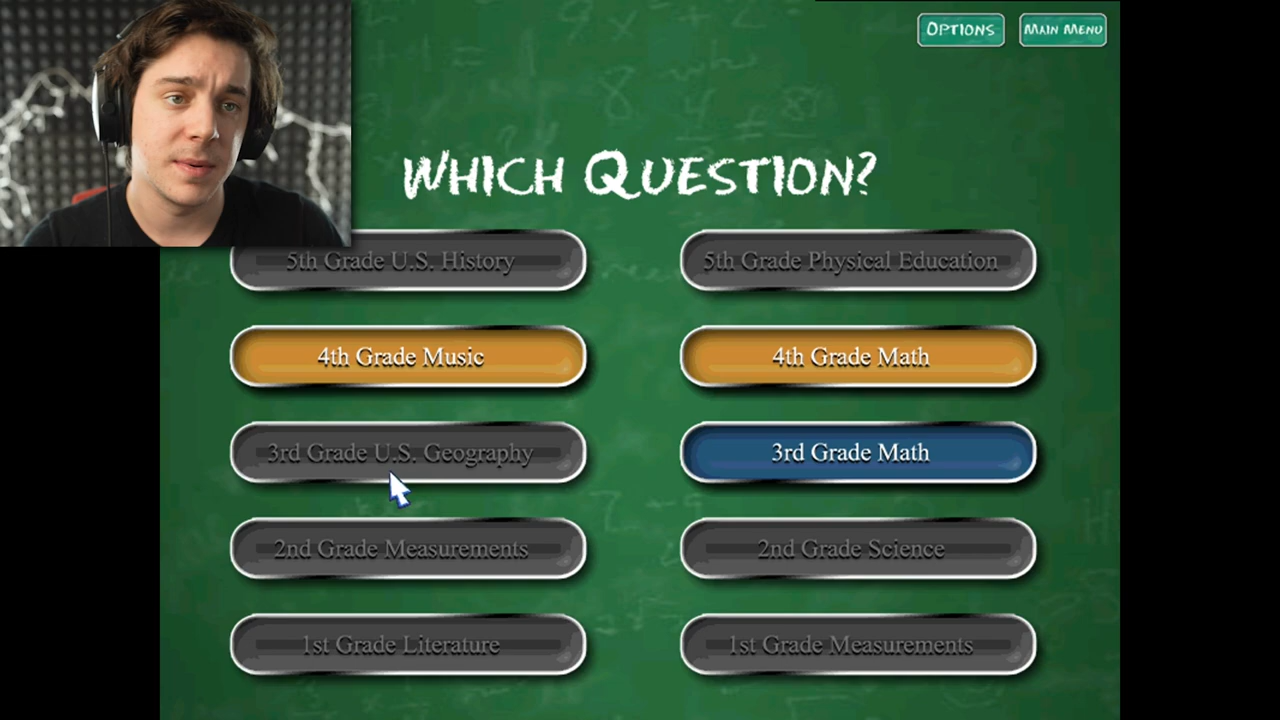 Options
Main Menu
Which Question?
5th Grade U.S. History
5th Grade Physical Education
4th Grade Music
4th Grade Math
3rd Grade U.S. Geography
3rd Grade Math
2nd Grade Measurements
2nd Grade Science
1st Grade Literature
1st Grade Measurements